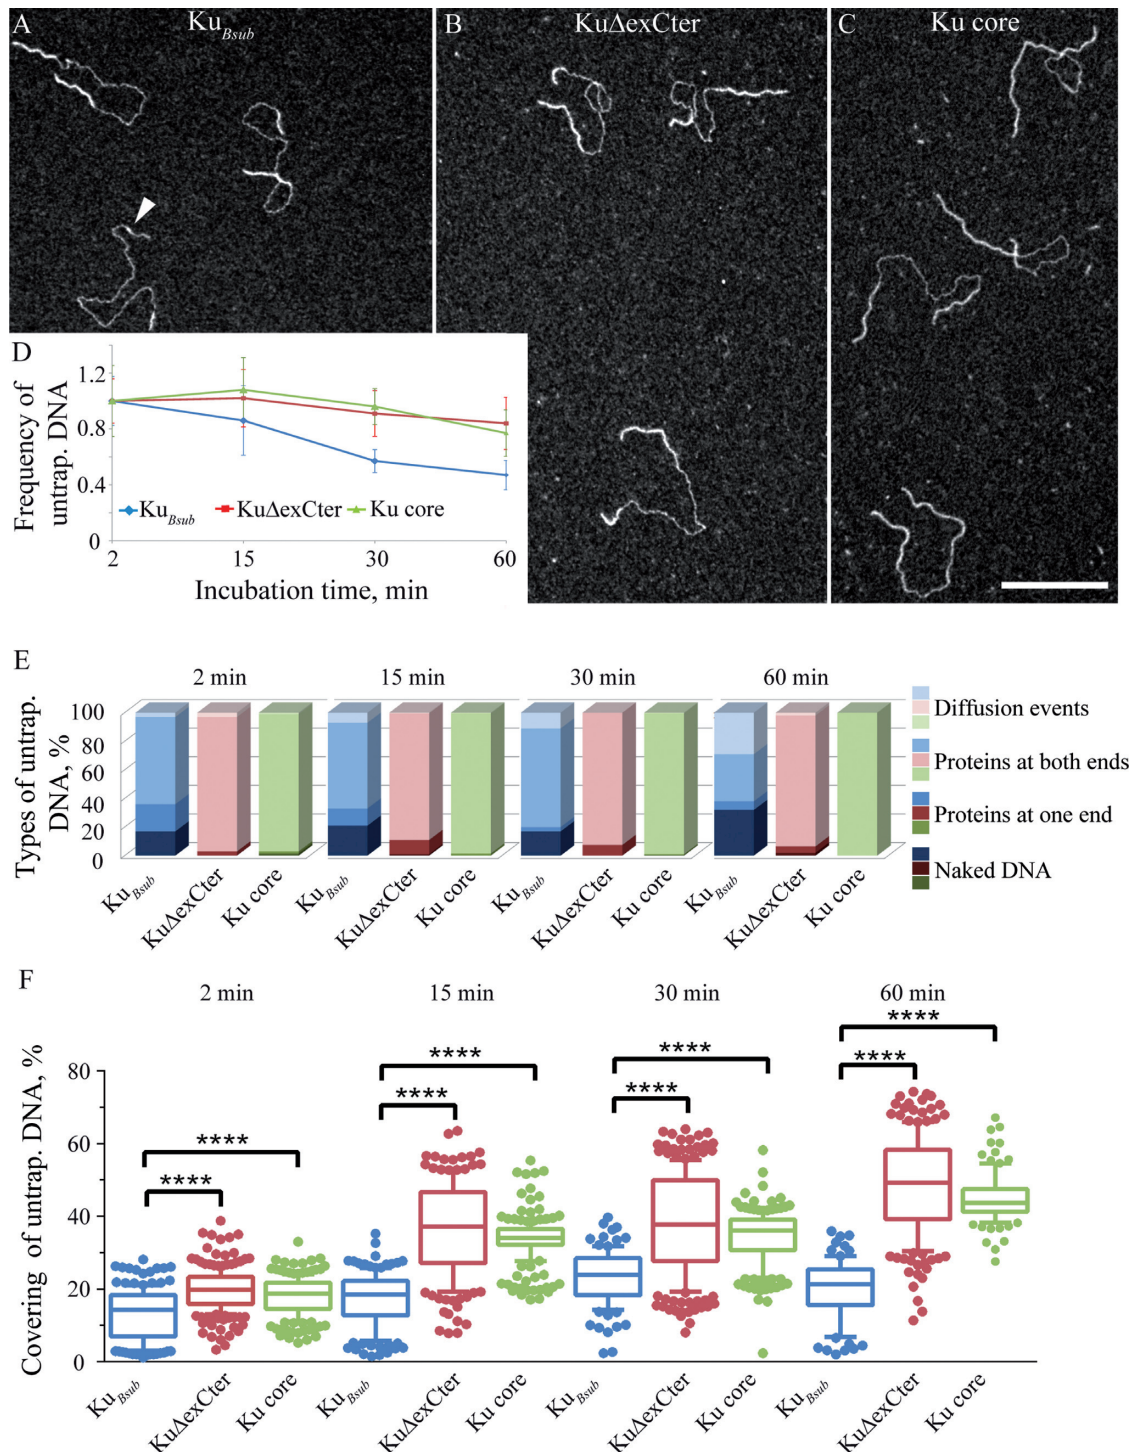 A
Ku Bsub
B
KuΔexCter
C
Ku core
D
Frequency of
untrap. DNA
1.2
0.8
0.4
0
Ku Bsub
KuΔexCter
Ku core
2
15
30
60
Incubation time, min
E
2 min
15 min
30 min
60 min
Types of untrap.
DNA, %
100
80
60
40
20
0
Diffusion events
Proteins at both ends
Proteins at one end
Naked DNA
Ku Bsub
KuΔexCter
Ku core
Ku Bsub
KuΔexCter
Ku core
Ku Bsub
KuΔexCter
Ku core
Ku Bsub
KuΔexCter
Ku core
F
2 min
15 min
30 min
60 min
Covering of untrap. DNA, %
80
60
40
20
0
****
****
****
****
****
****
****
****
Ku Bsub
KuΔexCter
Ku core
Ku Bsub
KuΔexCter
Ku core
Ku Bsub
KuΔexCter
Ku core
Ku Bsub
KuΔexCter
Ku core